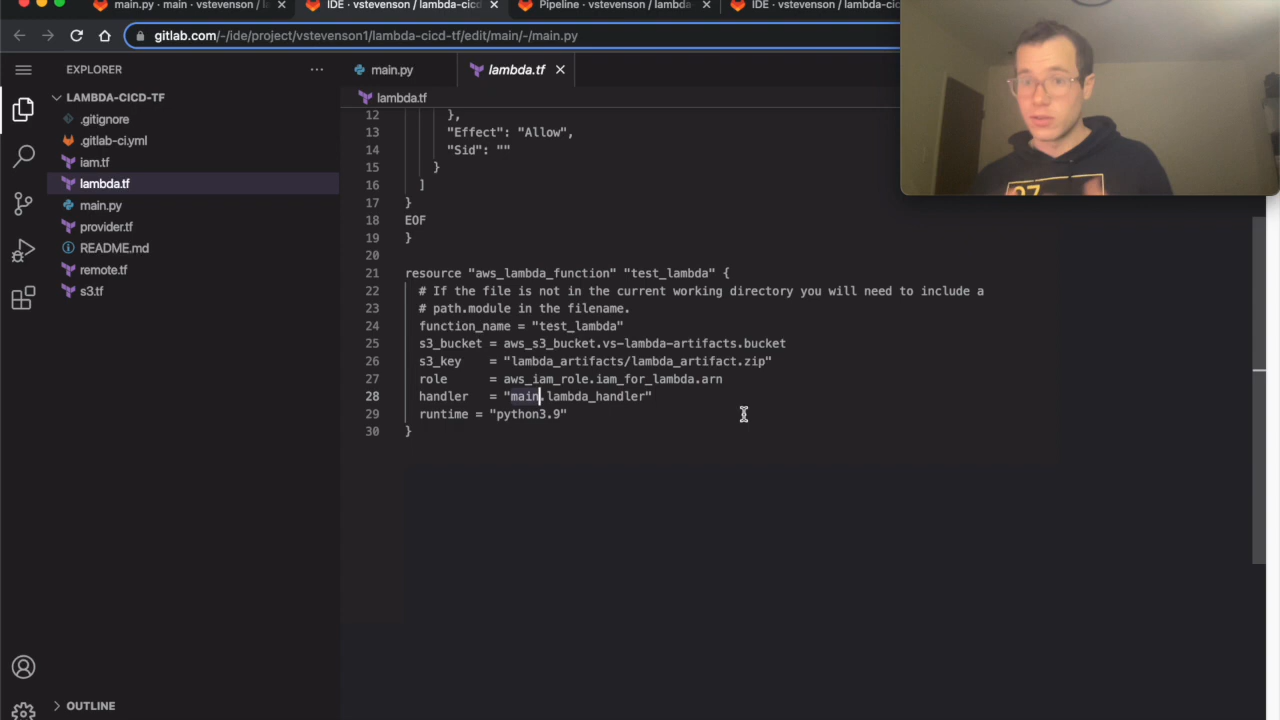 main.py - main · vstevenson / l
IDE · vstevenson / lambda-cicd
Pipeline · vstevenson / lambda-
IDE · vstevenson / lambda-cicd
gitlab.com/-/ide/project/vstevenson1/lambda-cicd-tf/edit/main/-/main.py
EXPLORER
main.py
lambda.tf
LAMBDA-CICD-TF
.gitignore
.gitlab-ci.yml
iam.tf
lambda.tf
main.py
provider.tf
README.md
remote.tf
s3.tf
lambda.tf
12 },
13 "Effect": "Allow",
14 "Sid": ""
15 }
16 ]
17 }
18 EOF
19 }
20
21 resource "aws_lambda_function" "test_lambda" {
22 # If the file is not in the current working directory you will need to include a
23 # path.module in the filename.
24 function_name = "test_lambda"
25 s3_bucket = aws_s3_bucket.vs-lambda-artifacts.bucket
26 s3_key = "lambda_artifacts/lambda_artifact.zip"
27 role = aws_iam_role.iam_for_lambda.arn
28 handler = "main.lambda_handler"
29 runtime = "python3.9"
30 }
OUTLINE